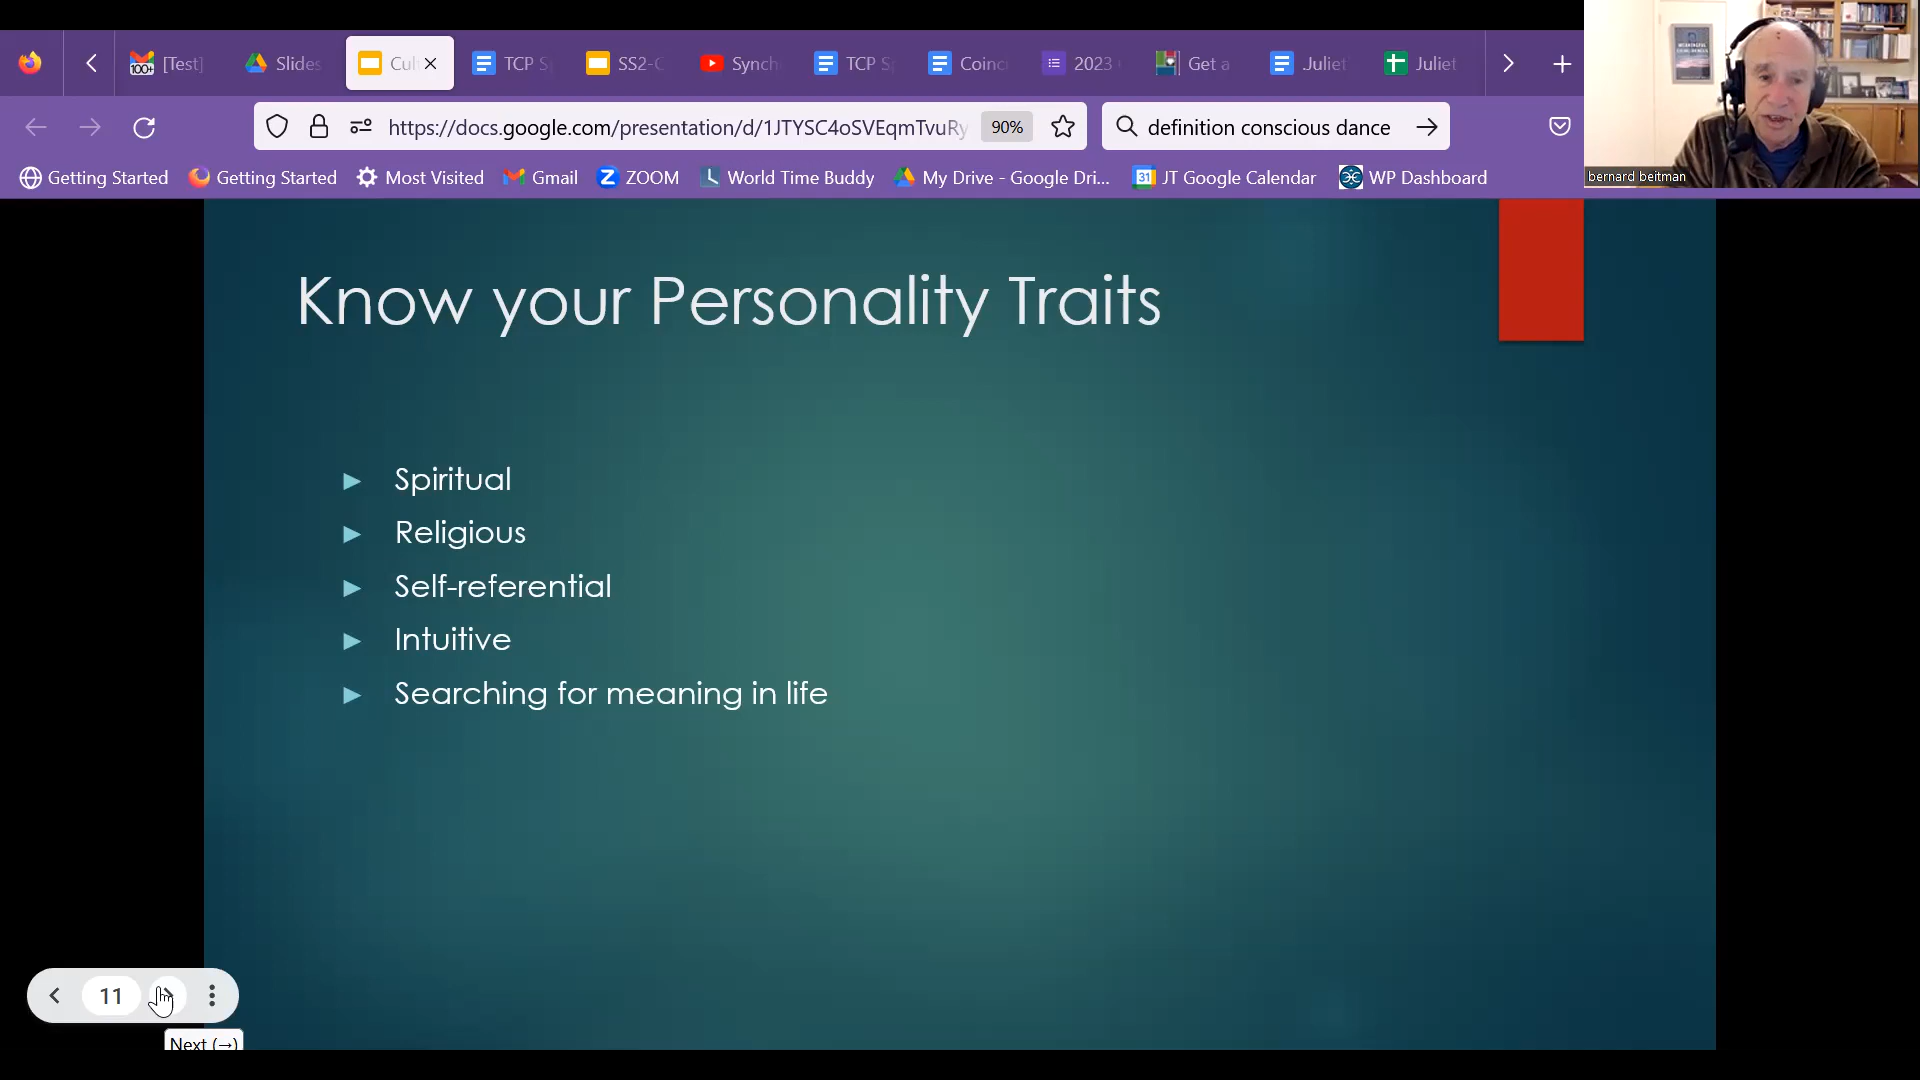 [Test]
Slides
Cul
TCP S
SS2-C
Synch
TCP S
Coinc
2023
Get a
Juliet
Juliet
https://docs.google.com/presentation/d/1JTYSC4oSVEqmTvuRy
90%
definition conscious dance
Getting Started
Getting Started
Most Visited
Gmail
ZOOM
World Time Buddy
My Drive - Google Dri...
JT Google Calendar
WP Dashboard
bernard beitman
Know your Personality Traits
Spiritual
Religious
Self-referential
Intuitive
Searching for meaning in life
11
Next (→)